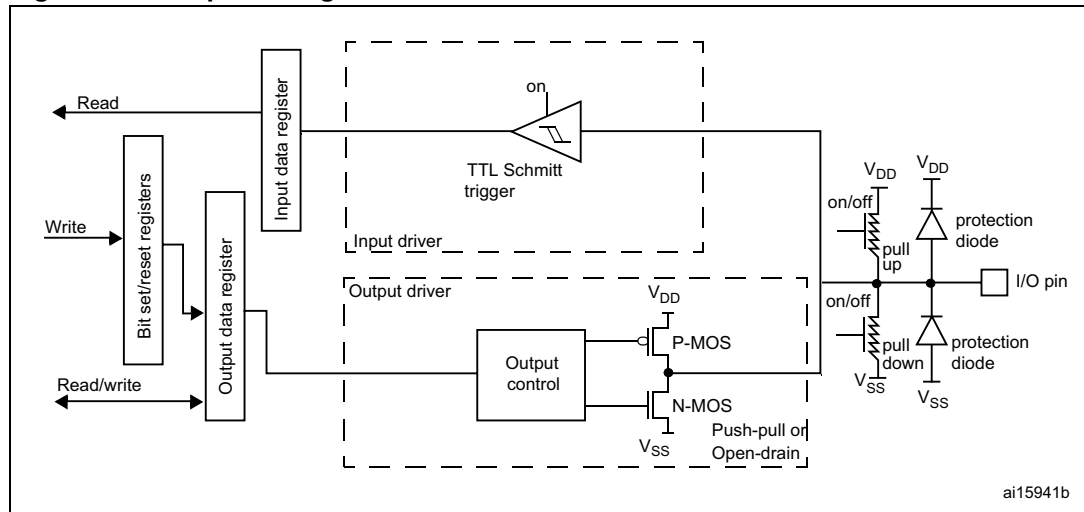 Read
Input data register
on
TTL Schmitt
trigger
Input driver
Bit set/reset registers
Write
Output data register
Read/write
Output driver
VDD
P-MOS
Output
control
N-MOS
VSS
Push-pull or
Open-drain
VDD
on/off
pull
up
VDD
protection
diode
I/O pin
on/off
pull
down
VSS
protection
diode
VSS
ai15941b